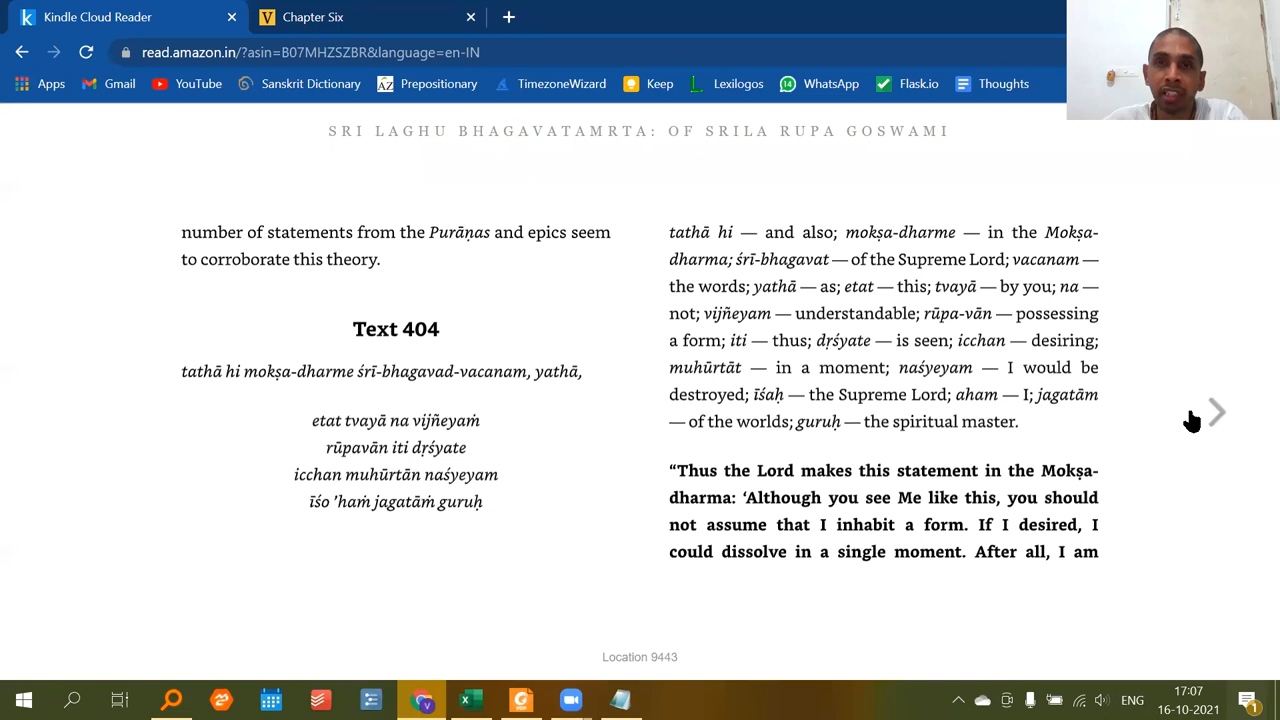 Kindle Cloud Reader
Chapter Six
read.amazon.in/?asin=B07MHZSZBR&language=en-IN
Apps Gmail YouTube Sanskrit Dictionary Prepositionary TimezoneWizard Keep Lexilogos WhatsApp Flask.io Thoughts
SRI LAGHU BHAGAVATAMRTA: OF SRILA RUPA GOSWAMI
number of statements from the Purāṇas and epics seem
to corroborate this theory.
Text 404
tathā hi mokṣa-dharme śrī-bhagavad-vacanam, yathā,
etat tvayā na vijñeyaṁ
rūpavān iti dṛśyate
icchan muhūrtān naśyeyam
īśo 'haṁ jagatāṁ guruḥ
tathā hi — and also; mokṣa-dharme — in the Mokṣa-
dharma; śrī-bhagavat — of the Supreme Lord; vacanam —
the words; yathā — as; etat — this; tvayā — by you; na —
not; vijñeyam — understandable; rūpa-vān — possessing
a form; iti — thus; dṛśyate — is seen; icchan — desiring;
muhūrtāt — in a moment; naśyeyam — I would be
destroyed; īśaḥ — the Supreme Lord; aham — I; jagatām
— of the worlds; guruḥ — the spiritual master.
“Thus the Lord makes this statement in the Mokṣa-
dharma: ‘Although you see Me like this, you should
not assume that I inhabit a form. If I desired, I
could dissolve in a single moment. After all, I am
Location 9443
ENG
17:07
16-10-2021
1